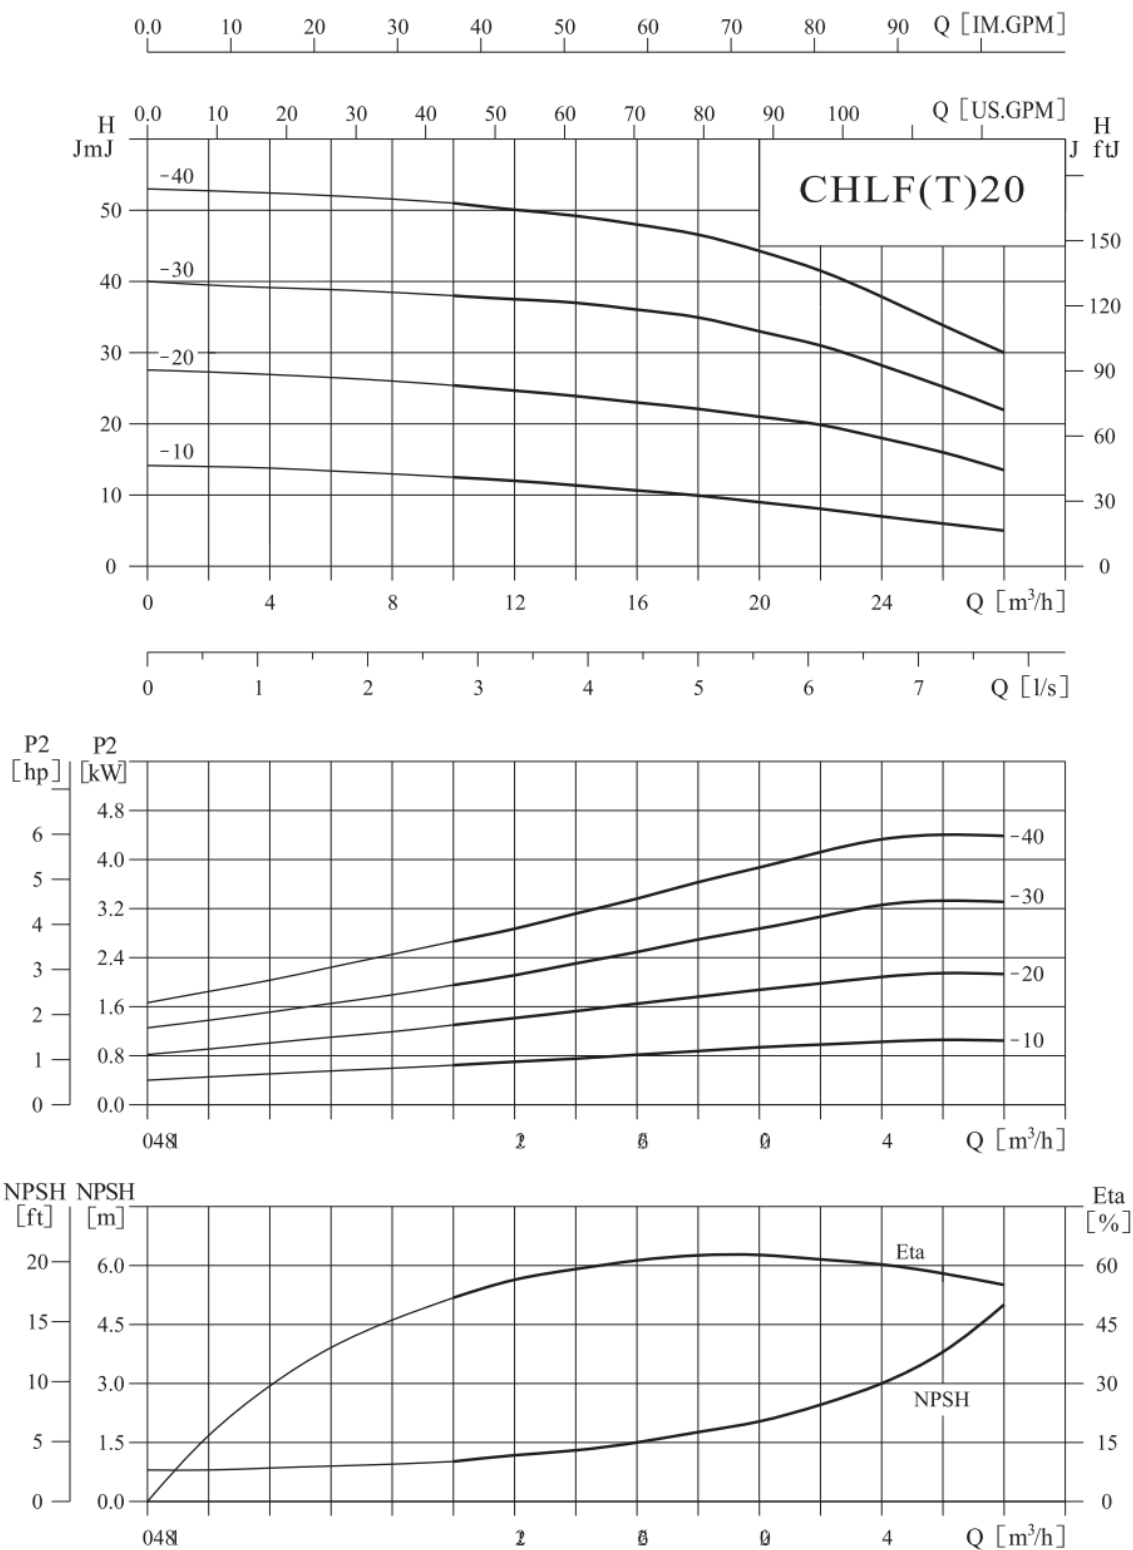 0.0 10 20 30 40 50 60 70 80 90 Q [IM.GPM]
0.0 10 20 30 40 50 60 70 80 90 100 Q [US.GPM]
H
JmJ
H
J ftJ
CHLF(T)20
-40
50
150
-30
40
120
30
-20
90
20
60
-10
10
30
0
0
0 4 8 12 16 20 24 Q [m³/h]
0 1 2 3 4 5 6 7 Q [l/s]
P2 P2
[hp] [kW]
4.8
6
-40
4.0
5
3.2
-30
4
2.4
3
-20
2
1.6
-10
1
0.8
0
0.0
048 4 Q [m³/h]
NPSH NPSH Eta
[ft] [m] [%]
Eta
20
6.0 60
15
4.5 45
10
3.0 30
NPSH
5
1.5 15
0 0.0 0
048 4 Q [m³/h]